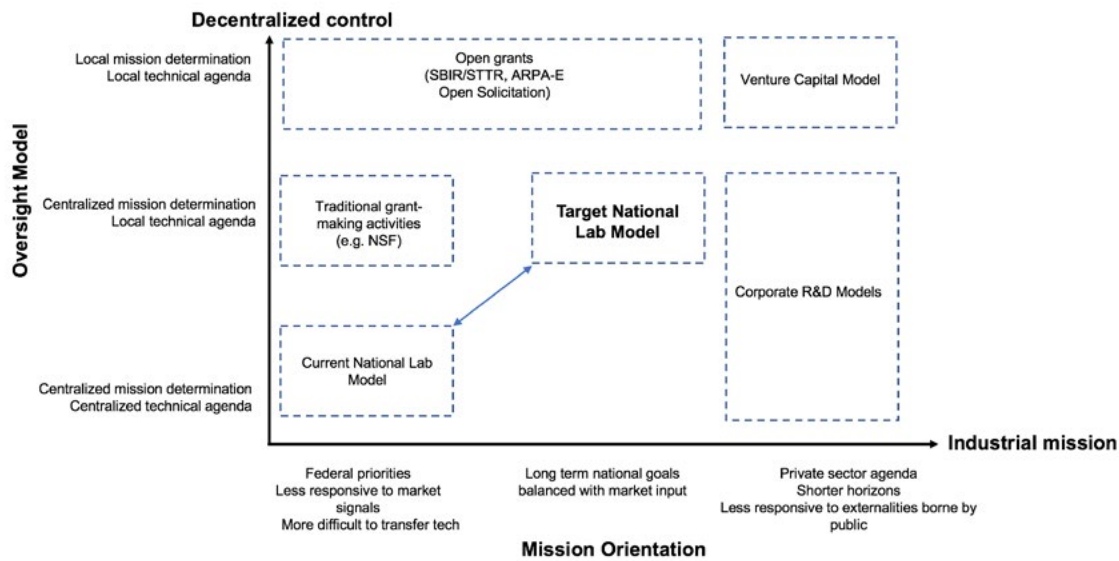 Decentralized control
Local mission determination
Local technical agenda
Open grants
(SBIR/STTR, ARPA-E
Open Solicitation)
Venture Capital Model
Oversight Model
Centralized mission determination
Local technical agenda
Traditional grant-
making activities
(e.g. NSF)
Target National
Lab Model
Corporate R&D Models
Current National Lab
Model
Centralized mission determination
Centralized technical agenda
Industrial mission
Federal priorities
Less responsive to market
signals
More difficult to transfer tech
Long term national goals
balanced with market input
Private sector agenda
Shorter horizons
Less responsive to externalities borne by
public
Mission Orientation